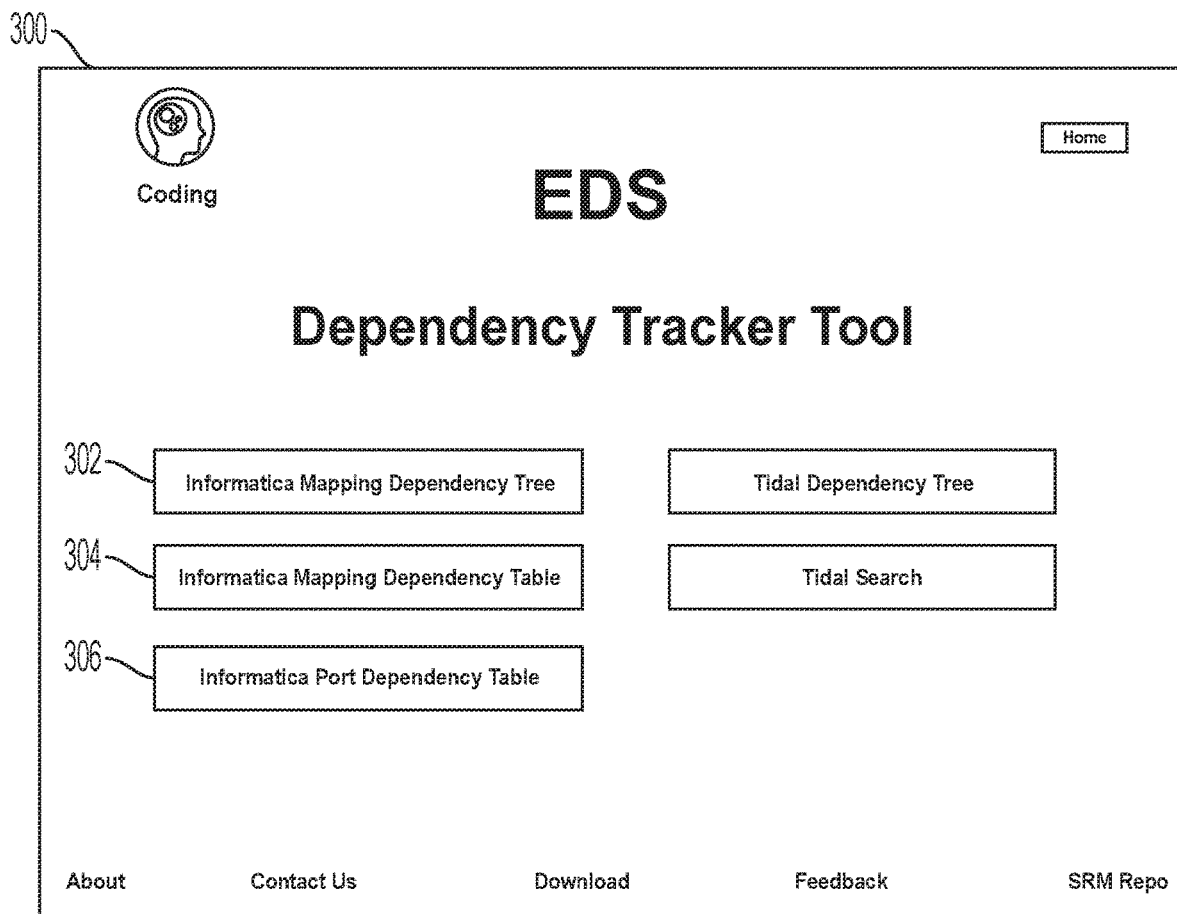 300
Home
Coding
EDS
Dependency Tracker Tool
302
Informatica Mapping Dependency Tree
Tidal Dependency Tree
304
Informatica Mapping Dependency Table
Tidal Search
306
Informatica Port Dependency Table
About Contact Us Download Feedback SRM Repo